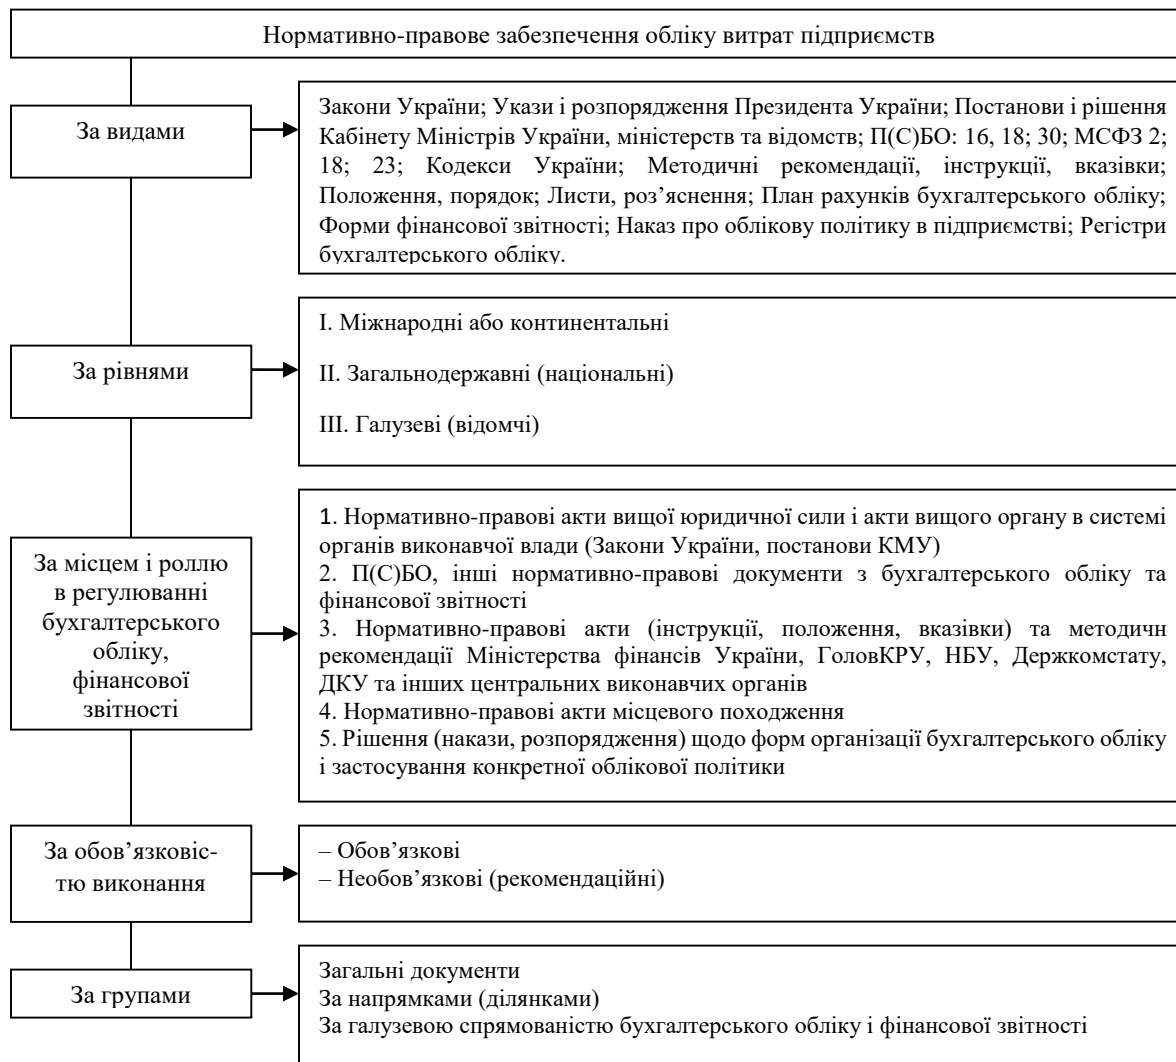 Нормативно-правове забезпечення обліку витрат підприємств
За видами
Закони України; Укази і розпорядження Президента України; Постанови і рішення
Кабінету Міністрів України, міністерств та відомств; П(С)БО: 16, 18; 30; МСФЗ 2;
18; 23; Кодекси України; Методичні рекомендації, інструкції, вказівки;
Положення, порядок; Листи, роз’яснення; План рахунків бухгалтерського обліку;
Форми фінансової звітності; Наказ про облікову політику в підприємстві; Регістри
бухгалтерського обліку.
За рівнями
І. Міжнародні або континентальні
ІІ. Загальнодержавні (національні)
ІІІ. Галузеві (відомчі)
За місцем і роллю
в регулюванні
бухгалтерського
обліку,
фінансової
звітності
1. Нормативно-правові акти вищої юридичної сили і акти вищого органу в системі
органів виконавчої влади (Закони України, постанови КМУ)
2. П(С)БО, інші нормативно-правові документи з бухгалтерського обліку та
фінансової звітності
3. Нормативно-правові акти (інструкції, положення, вказівки) та методичн
рекомендації Міністерства фінансів України, ГоловКРУ, НБУ, Держкомстату,
ДКУ та інших центральних виконавчих органів
4. Нормативно-правові акти місцевого походження
5. Рішення (накази, розпорядження) щодо форм організації бухгалтерського обліку
і застосування конкретної облікової політики
За обов’язковіс-
тю виконання
– Обов’язкові
– Необов’язкові (рекомендаційні)
За групами
Загальні документи
За напрямками (ділянками)
За галузевою спрямованістю бухгалтерського обліку і фінансової звітності